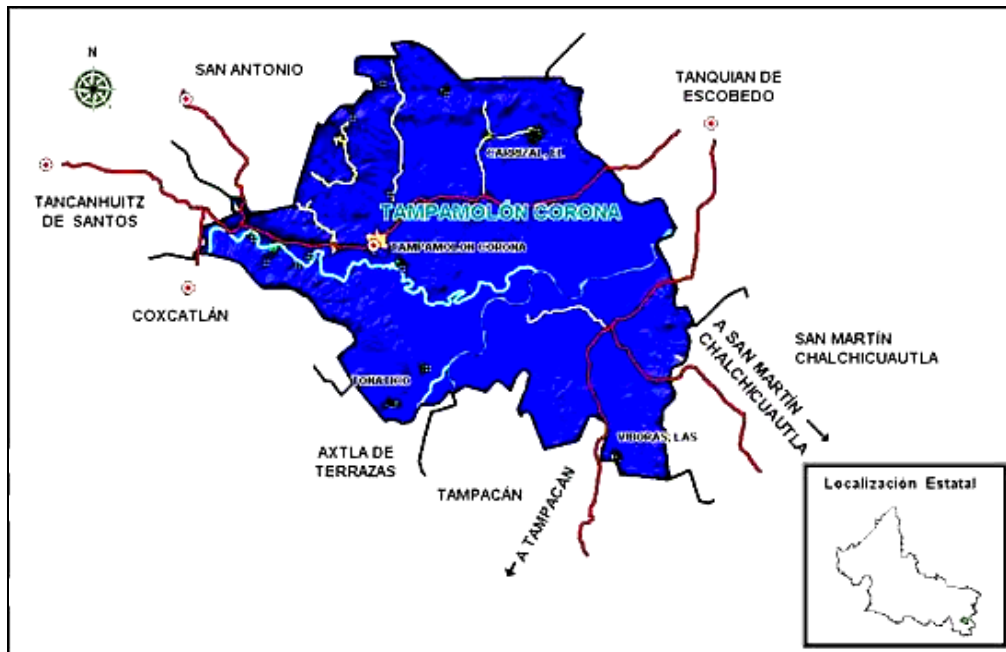 N
SAN ANTONIO
TANQUIAN DE
ESCOBEDO
CARRIZAL, EL
TANCANHUITZ
DE SANTOS
TAMPAMOLÓN CORONA
TAMPAMOLÓN CORONA
COXCATLÁN
A SAN MARTÍN
CHALCHICUAUTLA
SAN MARTÍN
CHALCHICUAUTLA
TONATICO
VIBORAS, LAS
AXTLA DE
TERRAZAS
TAMPACÁN
A TAMPACÁN
Localización Estatal